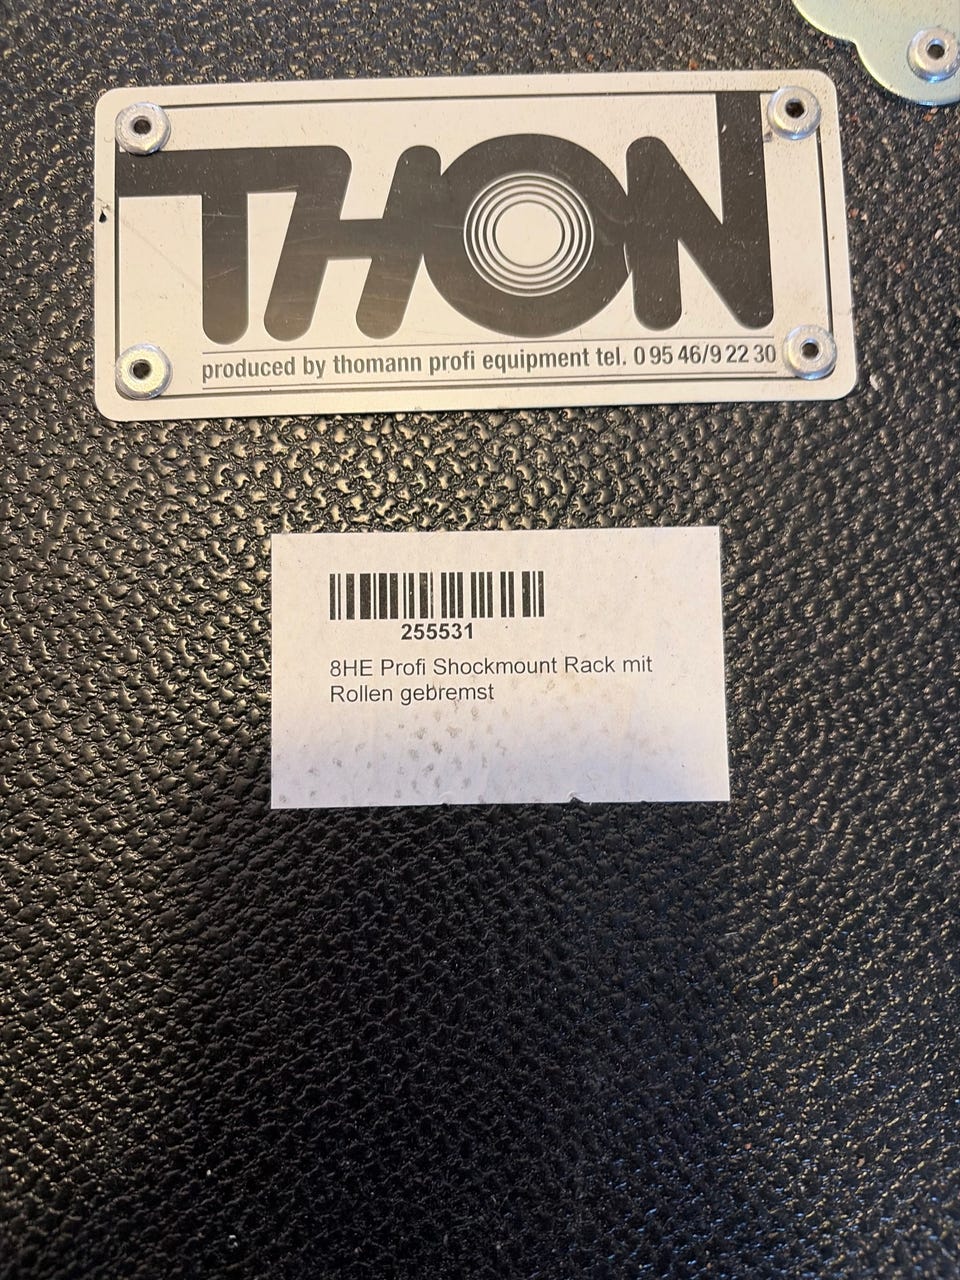 THON
produced by thomann profi equipment tel. 0 95 46/9 22 30
255531
8HE Profi Shockmount Rack mit
Rollen gebremst